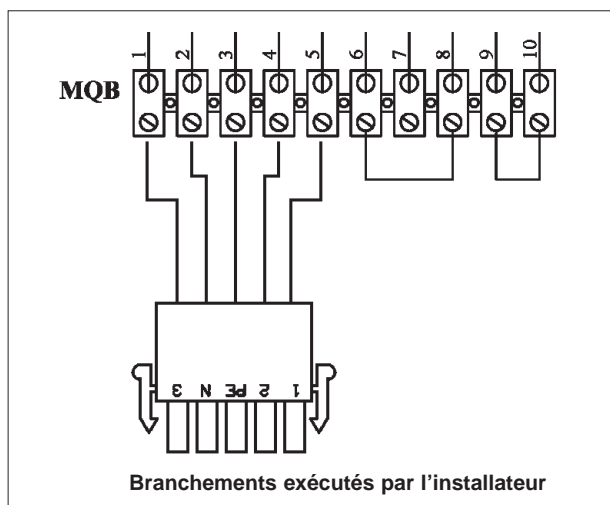 1 2 3 4 5 6 7 8 9 10
MQB
3 N PE 2 1
Branchements exécutés par l'installateur